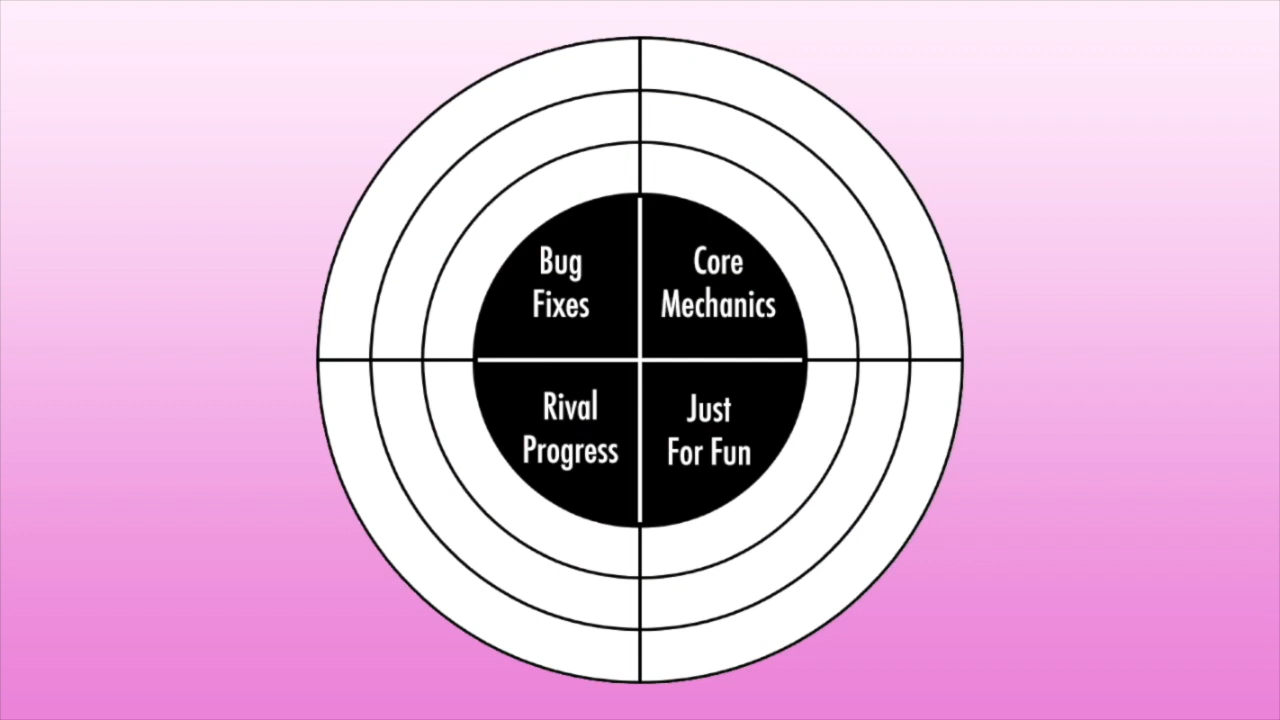 Bug
Fixes
Core
Mechanics
Rival
Progress
Just
For Fun